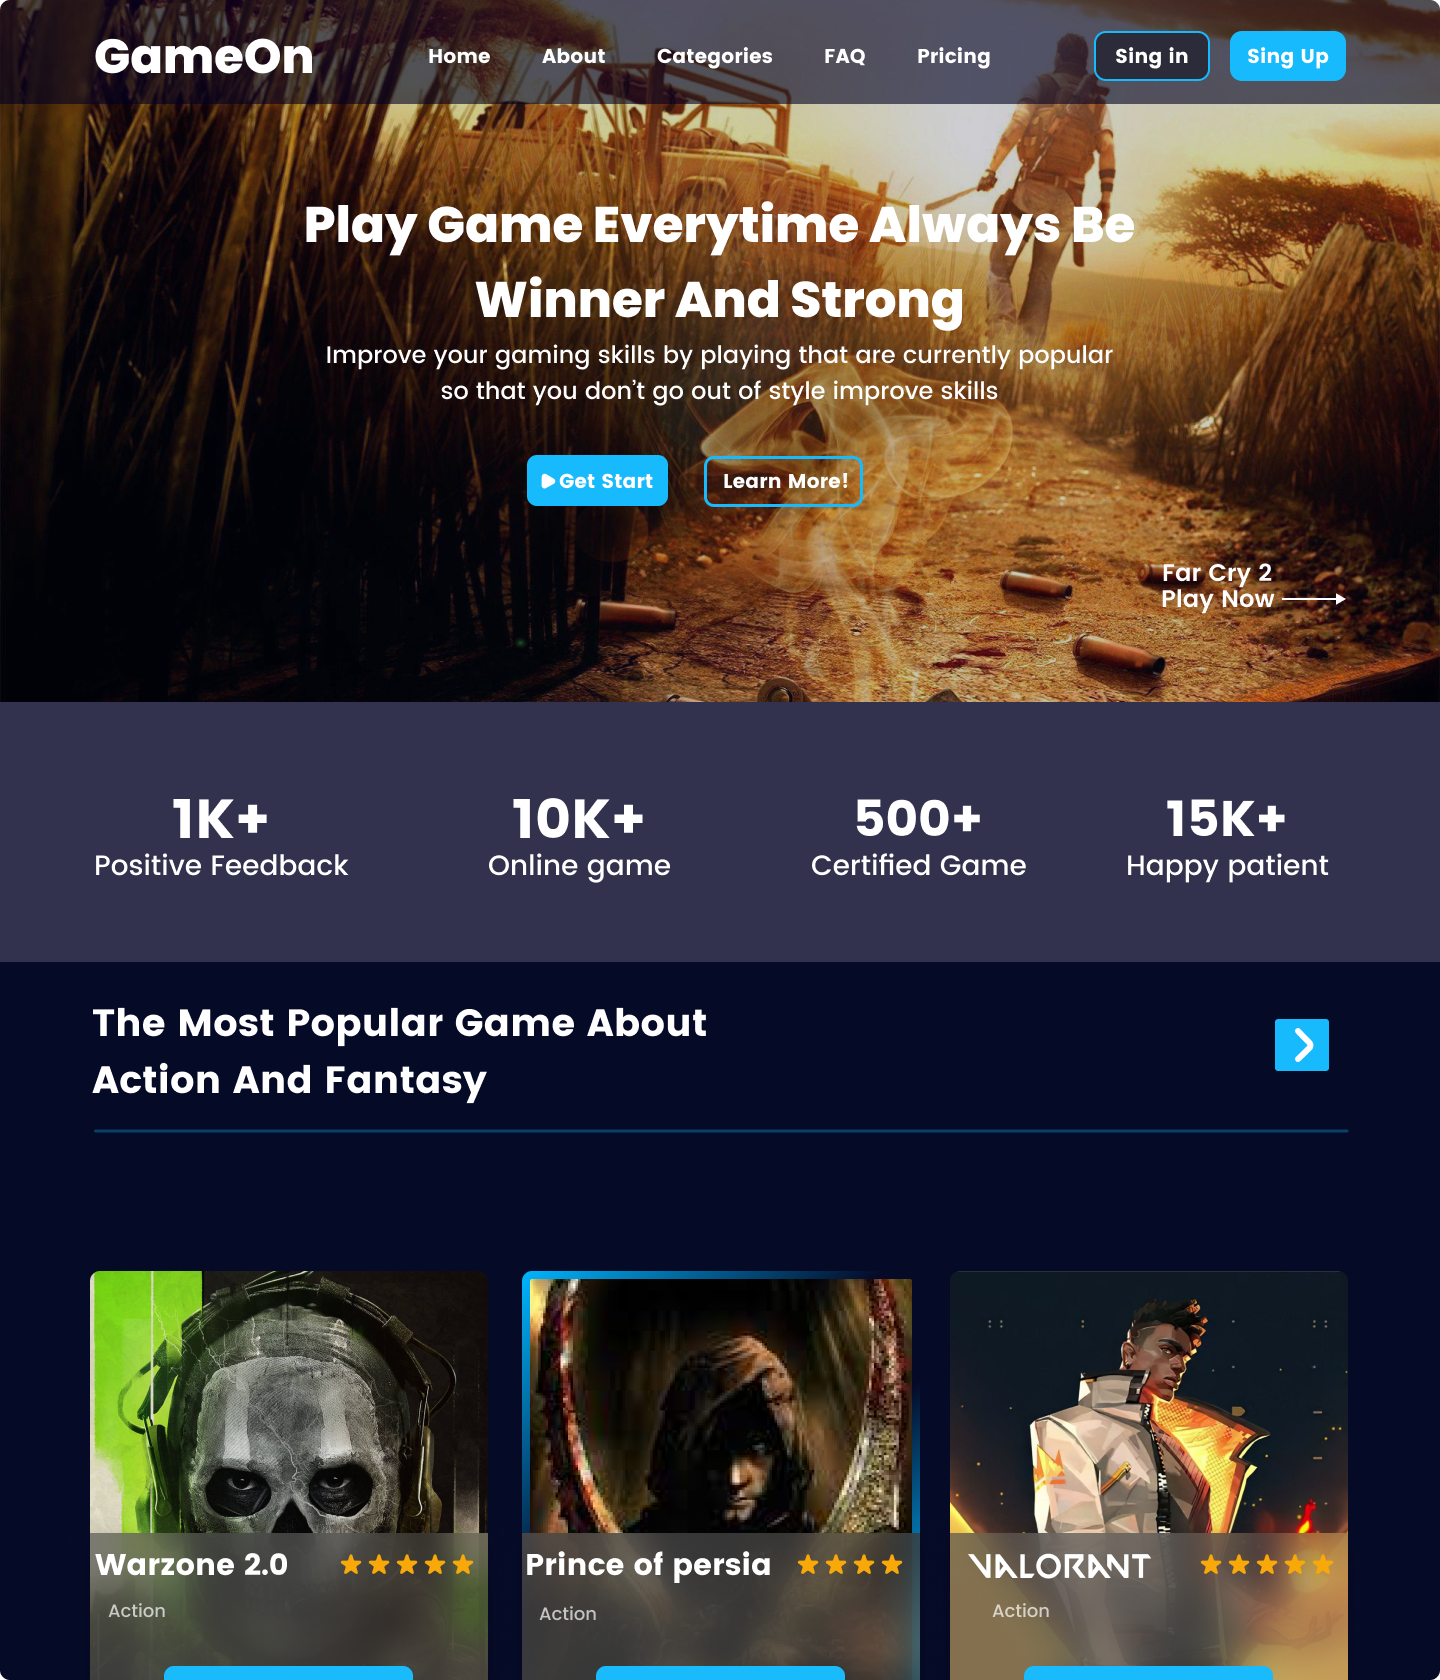 GameOn
Home
About
Categories
FAQ
Pricing
Sing in
Sing Up
Play Game Everytime Always Be
Winner And Strong
Improve your gaming skills by playing that are currently popular
so that you don't go out of style improve skills
Get Start
Learn More!
Far Cry 2
Play Now
1K+
Positive Feedback
10K+
Online game
500+
Certified Game
15K+
Happy patient
The Most Popular Game About
Action And Fantasy
Warzone 2.0
Action
Prince of persia
Action
VALORANT
Action